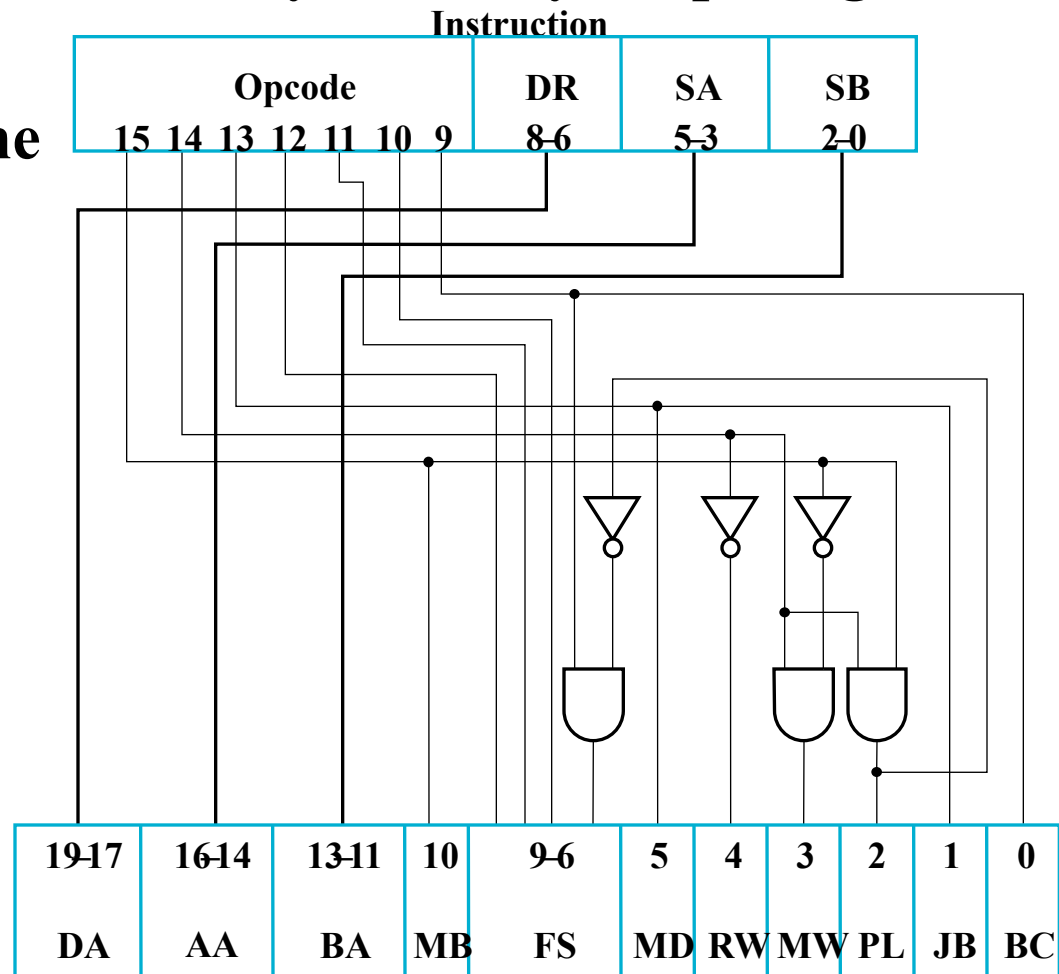 Instruction
Opcode DR SA SB
ne 15 14 13 12 11 10 9 8–6 5–3 2–0
19–17 16–14 13–11 10 9–6 5 4 3 2 1 0
DA AA BA MB FS MD RW MW PL JB BC